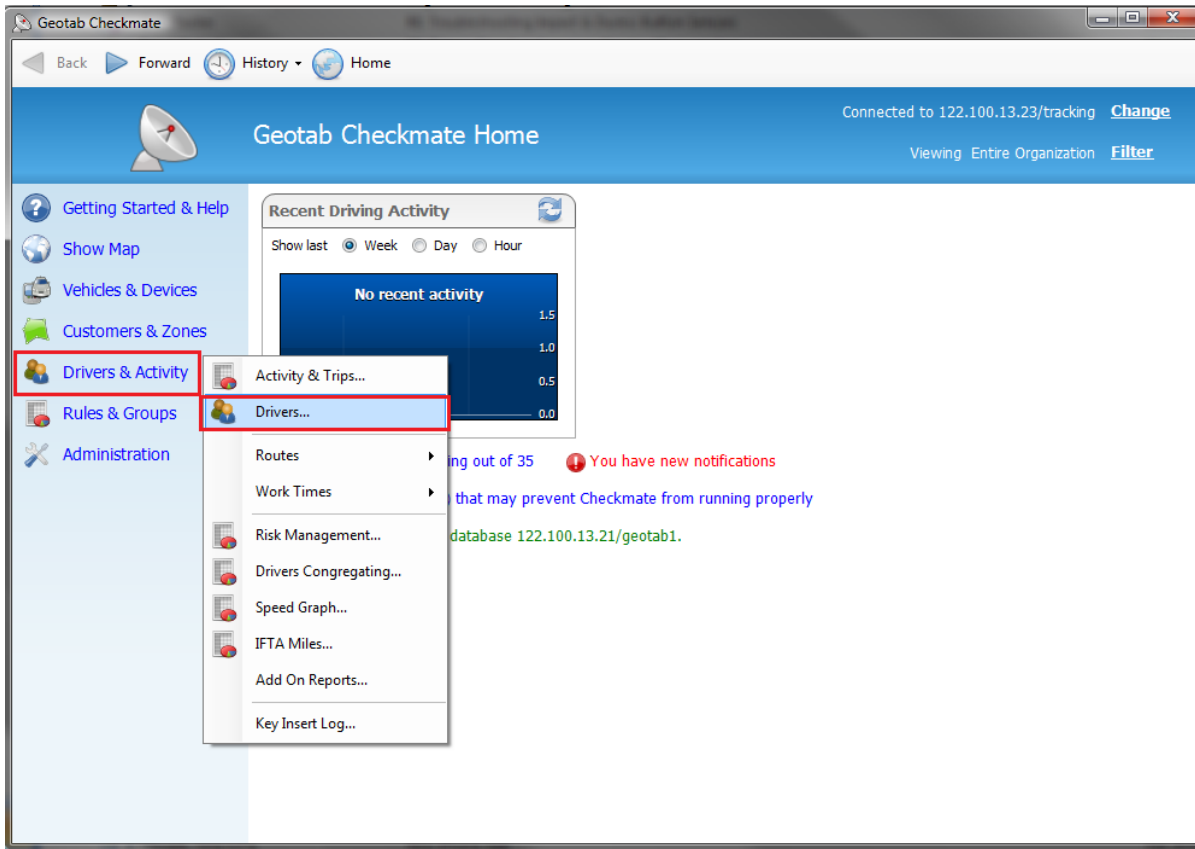 Geotab Checkmate
Back Forward History Home
Geotab Checkmate Home
Connected to 122.100.13.23/tracking Change
Viewing Entire Organization Filter
Getting Started & Help
Show Map
Vehicles & Devices
Customers & Zones
Drivers & Activity
Rules & Groups
Administration
Recent Driving Activity
Show last Week Day Hour
No recent activity
1.5
1.0
0.5
0.0
Activity & Trips...
Drivers...
Routes
Work Times
Risk Management...
Drivers Congregating...
Speed Graph...
IFTA Miles...
Add On Reports...
Key Insert Log...
ing out of 35 You have new notifications
) that may prevent Checkmate from running properly
database 122.100.13.21/geotab1.